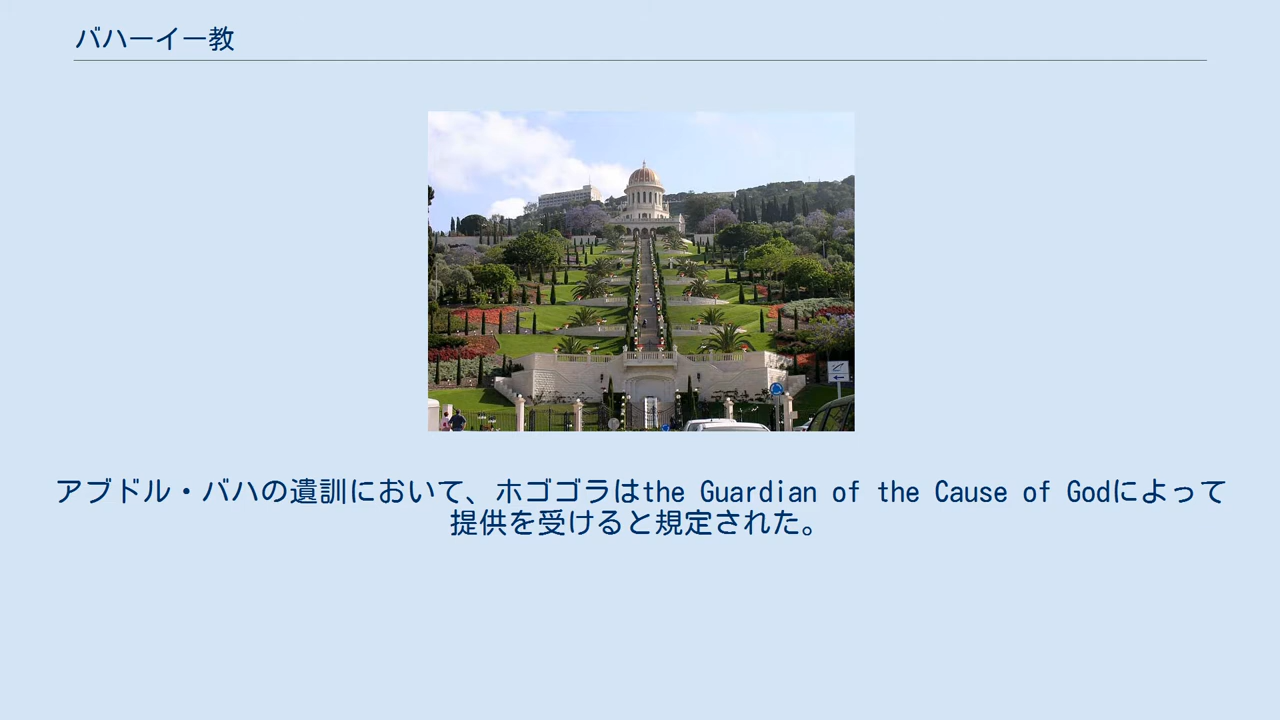 バハーイー教
アブドル・バハの遺訓において、ホゴゴラはthe Guardian of the Cause of Godによって
提供を受けると規定された。